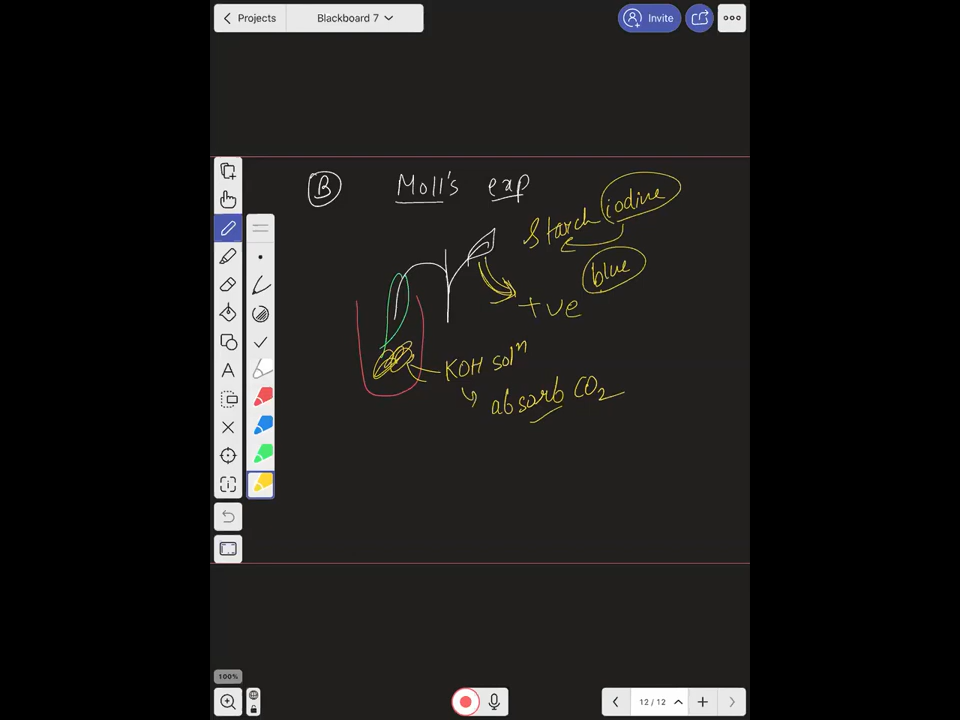 Projects
Blackboard 7
Invite
B Moll's exp
Starch iodine
blue
+ve
KOH solⁿ
absorb CO₂
A
100%
12 / 12